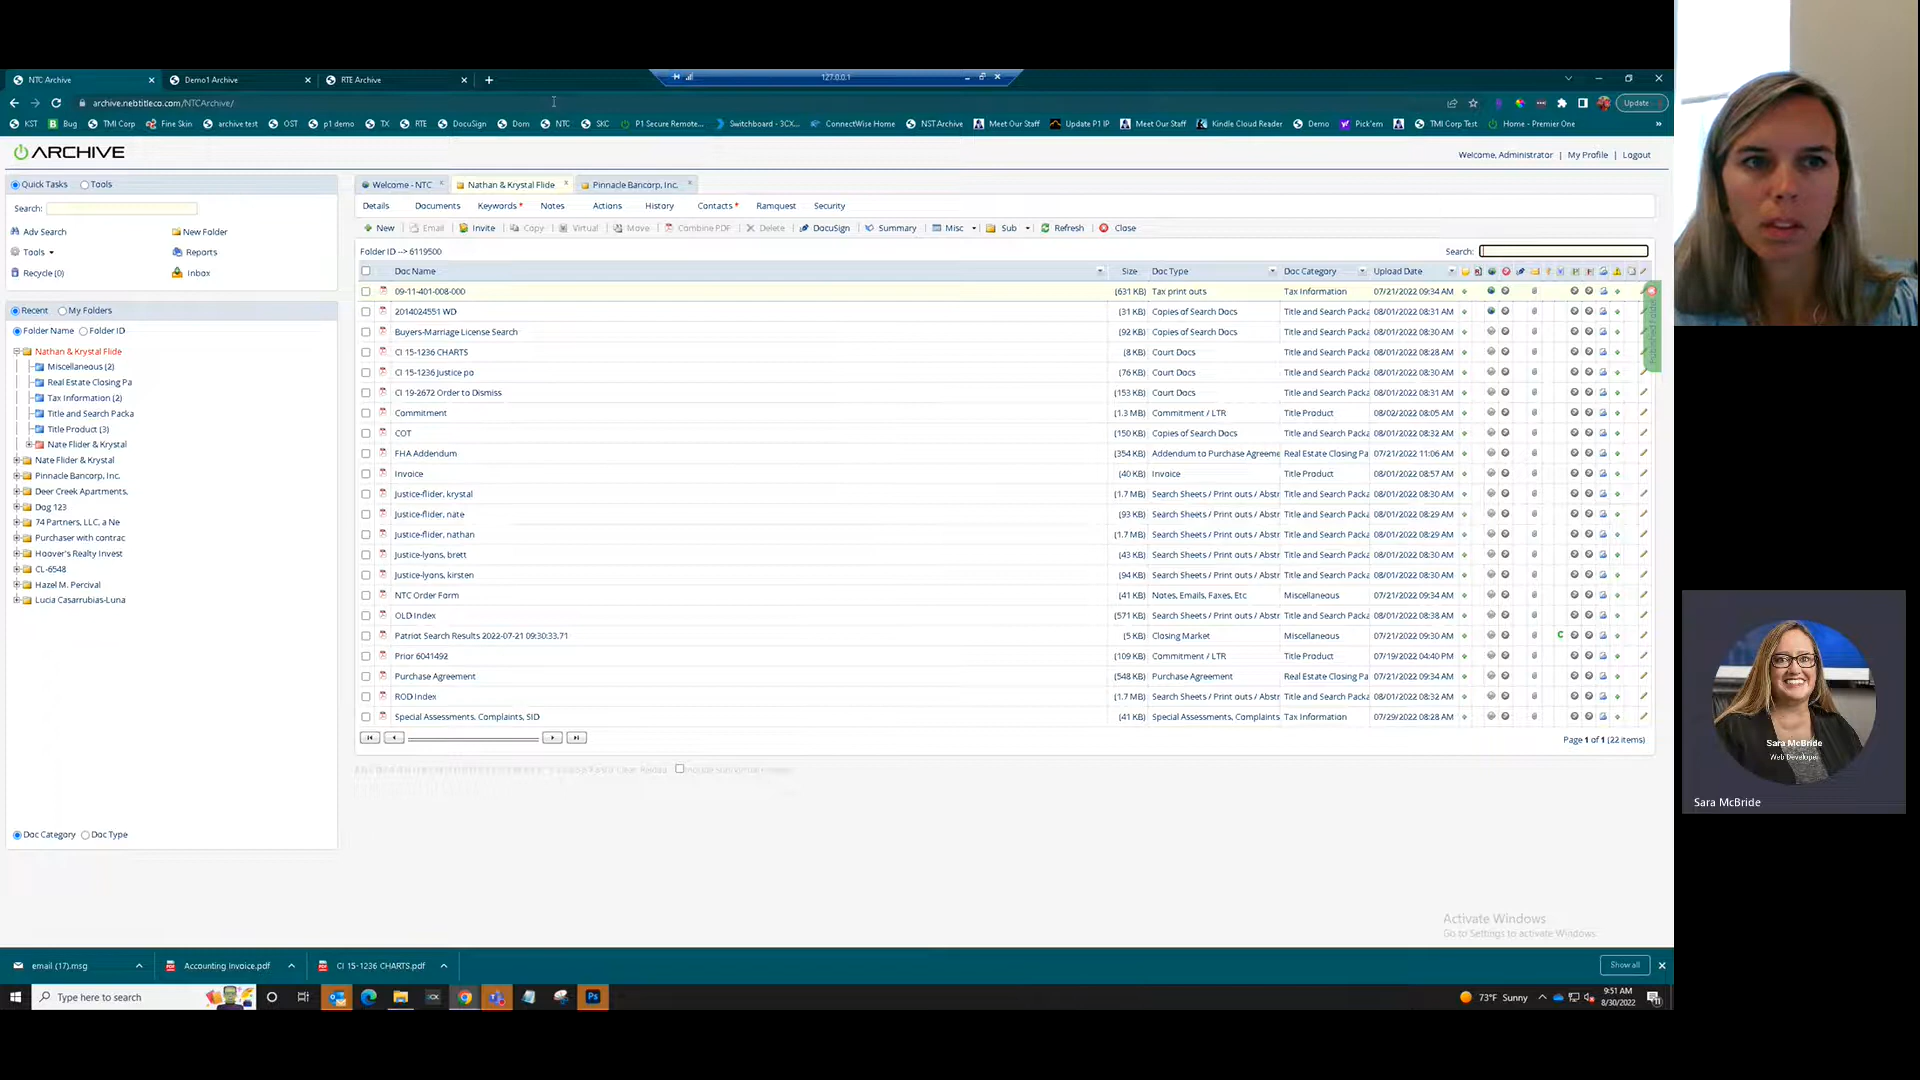 NTC Archive
Demo1 Archive
RTE Archive
127.0.0.1
archive.nebtitleco.com/NTCArchive/
Update
KST Bug TMI Corp Fine Skin archive test OST p1 demo TX RTE DocuSign Dom NTC SKC P1 Secure Remote... Switchboard - 3CX... ConnectWise Home NST Archive Meet Our Staff Update P1 IP Meet Our Staff Kindle Cloud Reader Demo Pick'em TMI Corp Test Home - Premier One »
ARCHIVE
Welcome, Administrator | My Profile | Logout
Quick Tasks Tools
Search:
Adv Search New Folder
Tools Reports
Recycle (0) Inbox
Recent My Folders
Folder Name Folder ID
Nathan & Krystal Flide
Miscellaneous (2)
Real Estate Closing Pa
Tax Information (2)
Title and Search Packa
Title Product (3)
Nate Flider & Krystal
Nate Flider & Krystal
Pinnacle Bancorp, Inc.
Deer Creek Apartments,
Dog 123
74 Partners, LLC, a Ne
Purchaser with contrac
Hoover's Realty Invest
CL-6548
Hazel M. Percival
Lucia Casarrubias-Luna
Doc Category Doc Type
Welcome - NTC
Nathan & Krystal Flide
Pinnacle Bancorp, Inc.
Details Documents Keywords* Notes Actions History Contacts* Ramquest Security
New Email Invite Copy Virtual Move Combine PDF Delete DocuSign Summary Misc Sub Refresh Close
Folder ID --> 6119500
Search:
Doc Name Size Doc Type Doc Category Upload Date
09-11-401-008-000 (631 KB) Tax print outs Tax Information 07/21/2022 09:34 AM
2014024551 WD (31 KB) Copies of Search Docs Title and Search Packa 08/01/2022 08:31 AM
Buyers-Marriage License Search (92 KB) Copies of Search Docs Title and Search Packa 08/01/2022 08:30 AM
CI 15-1236 CHARTS (8 KB) Court Docs Title and Search Packa 08/01/2022 08:28 AM
CI 15-1236 Justice po (76 KB) Court Docs Title and Search Packa 08/01/2022 08:30 AM
CI 19-2672 Order to Dismiss (153 KB) Court Docs Title and Search Packa 08/01/2022 08:31 AM
Commitment (1.3 MB) Commitment / LTR Title Product 08/02/2022 08:05 AM
COT (150 KB) Copies of Search Docs Title and Search Packa 08/01/2022 08:32 AM
FHA Addendum (354 KB) Addendum to Purchase Agreeme Real Estate Closing Pa 07/21/2022 11:06 AM
Invoice (40 KB) Invoice Title Product 08/01/2022 08:57 AM
Justice-flider, krystal (1.7 MB) Search Sheets / Print outs / Abstr Title and Search Packa 08/01/2022 08:30 AM
Justice-flider, nate (93 KB) Search Sheets / Print outs / Abstr Title and Search Packa 08/01/2022 08:29 AM
Justice-flider, nathan (1.7 MB) Search Sheets / Print outs / Abstr Title and Search Packa 08/01/2022 08:29 AM
Justice-lyons, brett (43 KB) Search Sheets / Print outs / Abstr Title and Search Packa 08/01/2022 08:30 AM
Justice-lyons, kirsten (94 KB) Search Sheets / Print outs / Abstr Title and Search Packa 08/01/2022 08:30 AM
NTC Order Form (41 KB) Notes, Emails, Faxes, Etc Miscellaneous 07/21/2022 09:34 AM
OLD Index (571 KB) Search Sheets / Print outs / Abstr Title and Search Packa 08/01/2022 08:38 AM
Patriot Search Results 2022-07-21 09:30:33.71 (5 KB) Closing Market Miscellaneous 07/21/2022 09:30 AM C
Prior 6041492 (109 KB) Commitment / LTR Title Product 07/19/2022 04:40 PM
Purchase Agreement (548 KB) Purchase Agreement Real Estate Closing Pa 07/21/2022 09:34 AM
ROD Index (1.7 MB) Search Sheets / Print outs / Abstr Title and Search Packa 08/01/2022 08:32 AM
Special Assessments, Complaints, SID (41 KB) Special Assessments, Complaints Tax Information 07/29/2022 08:28 AM
Page 1 of 1 (22 items)
Activate Windows
Go to Settings to activate Windows.
email (17).msg
Accounting Invoice.pdf
CI 15-1236 CHARTS.pdf
Show all
Type here to search
73°F Sunny
9:51 AM
8/30/2022
Sara McBride
Web Developer
Sara McBride